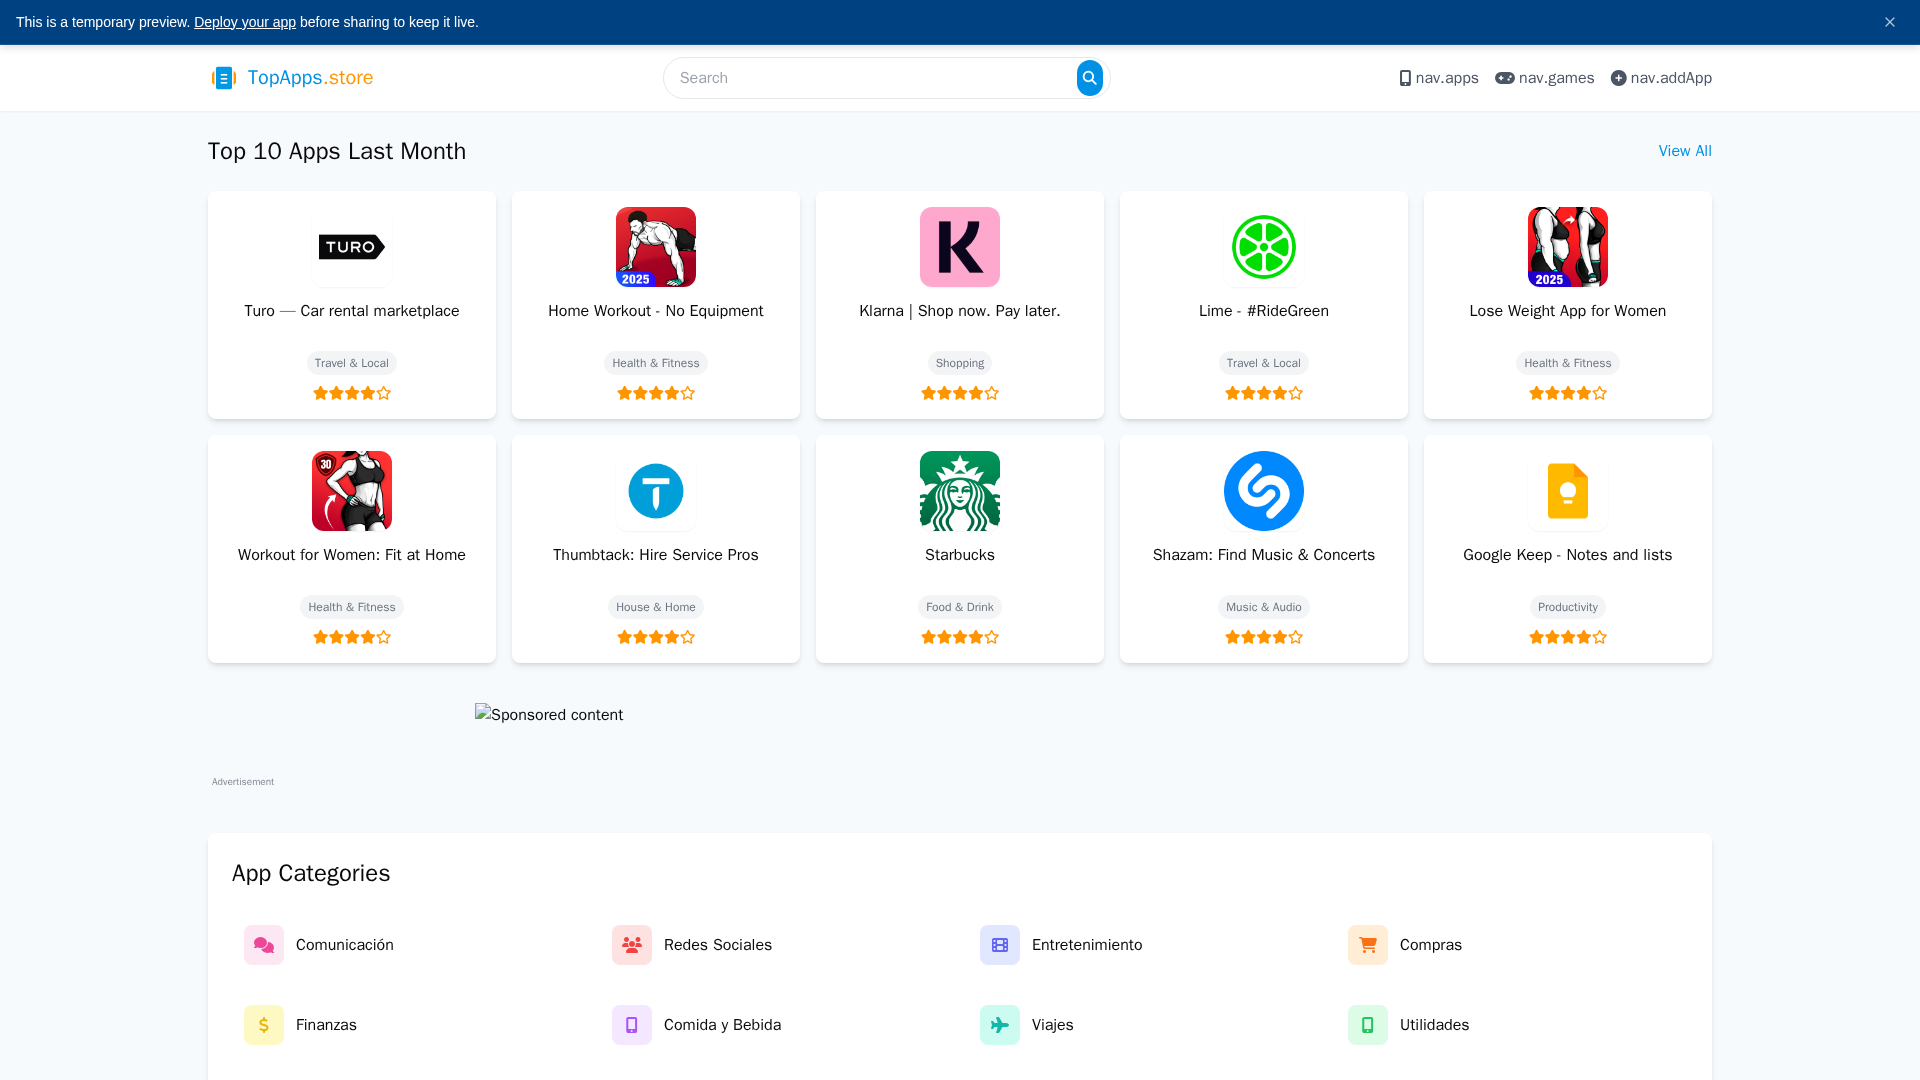 This is a temporary preview. Deploy your app before sharing to keep it live.
TopApps.store
Search
nav.apps
nav.games
nav.addApp
Top 10 Apps Last Month
View All
TURO
2025
K
2025
Turo — Car rental marketplace
Home Workout - No Equipment
Klarna | Shop now. Pay later.
Lime - #RideGreen
Lose Weight App for Women
Travel & Local
Health & Fitness
Shopping
Travel & Local
Health & Fitness
30
Workout for Women: Fit at Home
Thumbtack: Hire Service Pros
Starbucks
Shazam: Find Music & Concerts
Google Keep - Notes and lists
Health & Fitness
House & Home
Food & Drink
Music & Audio
Productivity
Sponsored content
Advertisement
App Categories
Comunicación
Redes Sociales
Entretenimiento
Compras
Finanzas
Comida y Bebida
Viajes
Utilidades